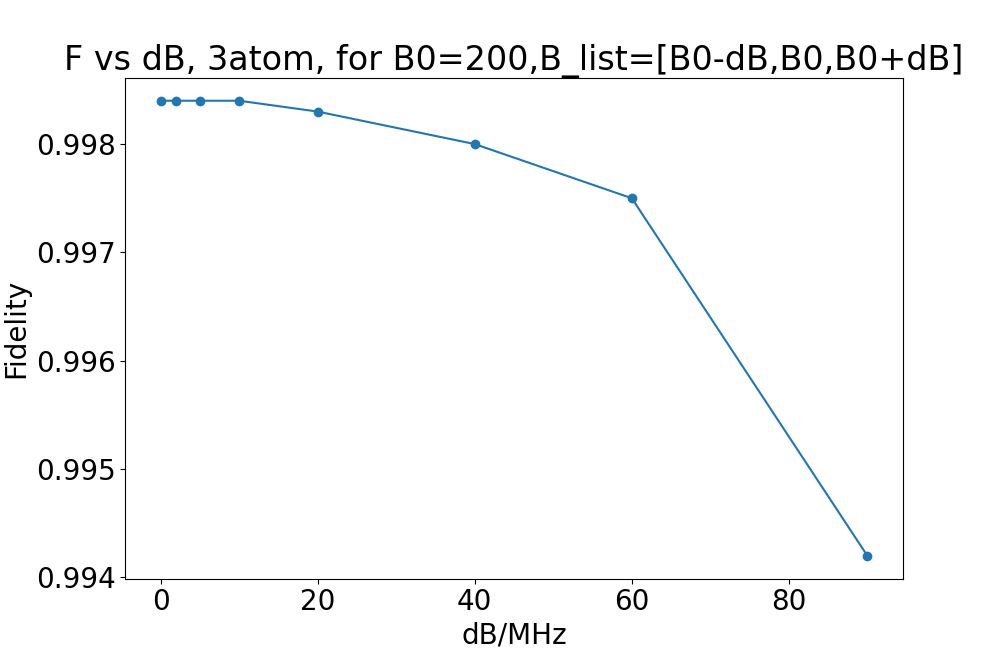 F vs dB, 3atom, for B0=200,B_list=[B0-dB,B0,B0+dB]
0.998
0.997
0.996
0.995
0.994
Fidelity
0 20 40 60 80
dB/MHz